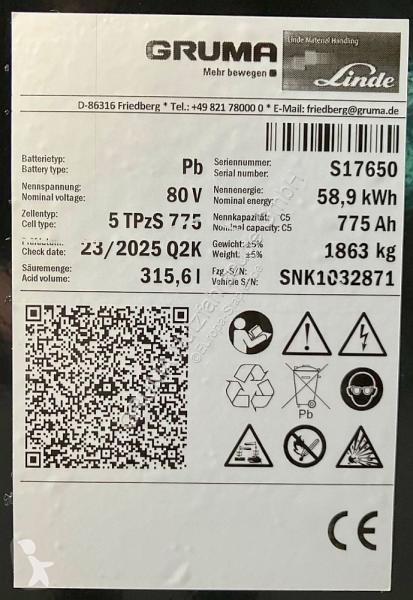 GRUMA
Mehr bewegen
Linde Material Handling
Linde
D-86316 Friedberg * Tel.: +49 821 78000 0 * E-Mail: friedberg@gruma.de
Batterietyp:
Battery type:
Pb
Seriennummer:
Serial number:
S17650
Nennspannung:
Nominal voltage:
80 V
Nennenergie:
Nominal energy:
58,9 kWh
Zellentyp:
Cell type:
5 TPzS 775
Nennkapazität: C5
Nominal capacity: C5
775 Ah
Check date:
23/2025 Q2K
Gewicht: ±5%
Weight: ±5%
1863 kg
Säuremenge:
Acid volume:
315,6 l
Fzg.-S/N:
Vehicle S/N:
SNK1032871
Pb
CE